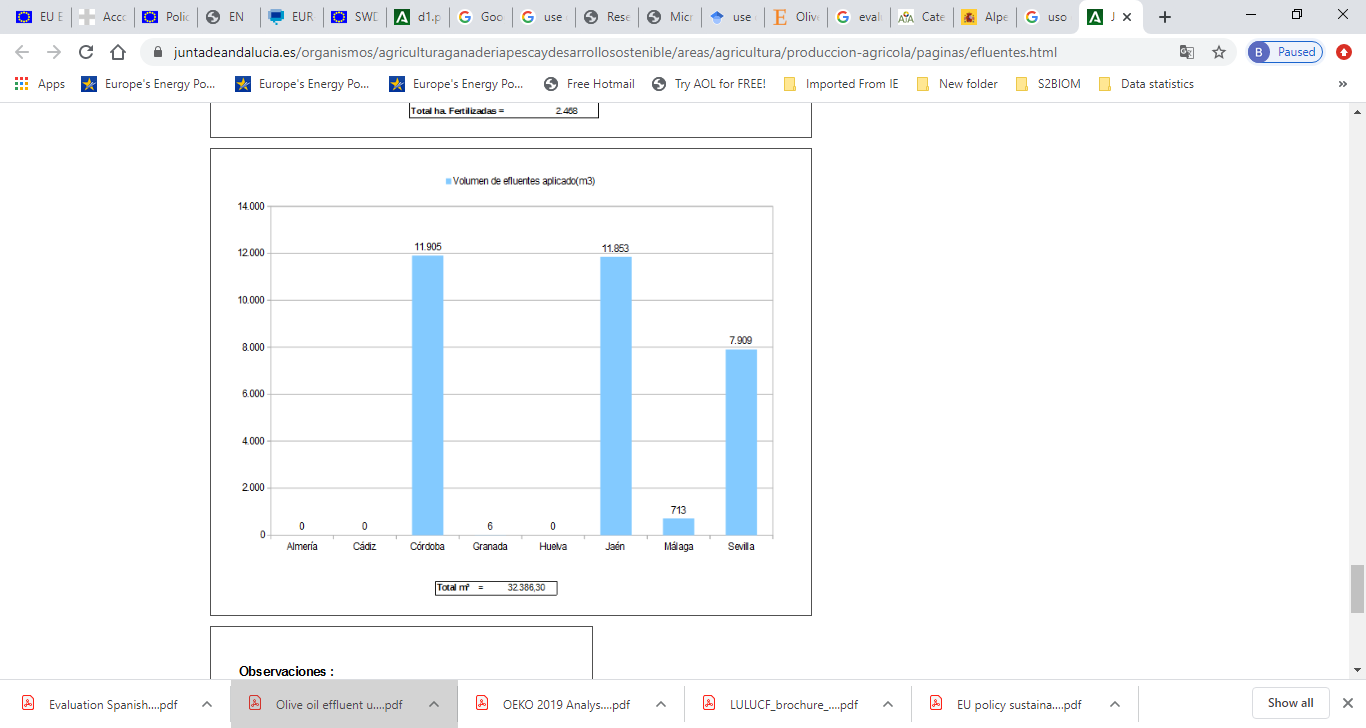 EU E
Acco
Polic
EN
EUR
SWD
d1.p
Goo
use
Rese
Micr
use
Olive
evalu
Cate
Alpe
uso
J
juntadeandalucia.es/organismos/agriculturaganaderiapescaydesarrollosostenible/areas/agricultura/produccion-agricola/paginas/efluentes.html
B Paused
Apps
Europe's Energy Po...
Europe's Energy Po...
Europe's Energy Po...
Free Hotmail
Try AOL for FREE!
Imported From IE
New folder
S2BIOM
Data statistics
»
Total ha. Fertilizadas = 2.468
Volumen de efluentes aplicado(m3)
14.000
12.000
10.000
8.000
6.000
4.000
2.000
0
0
0
11.905
6
0
11.853
713
7.909
Almería
Cádiz
Córdoba
Granada
Huelva
Jaén
Málaga
Sevilla
Total m³ = 32.386,30
Observaciones :
Evaluation Spanish....pdf
Olive oil effluent u....pdf
OEKO 2019 Analys....pdf
LULUCF_brochure_....pdf
EU policy sustaina....pdf
Show all